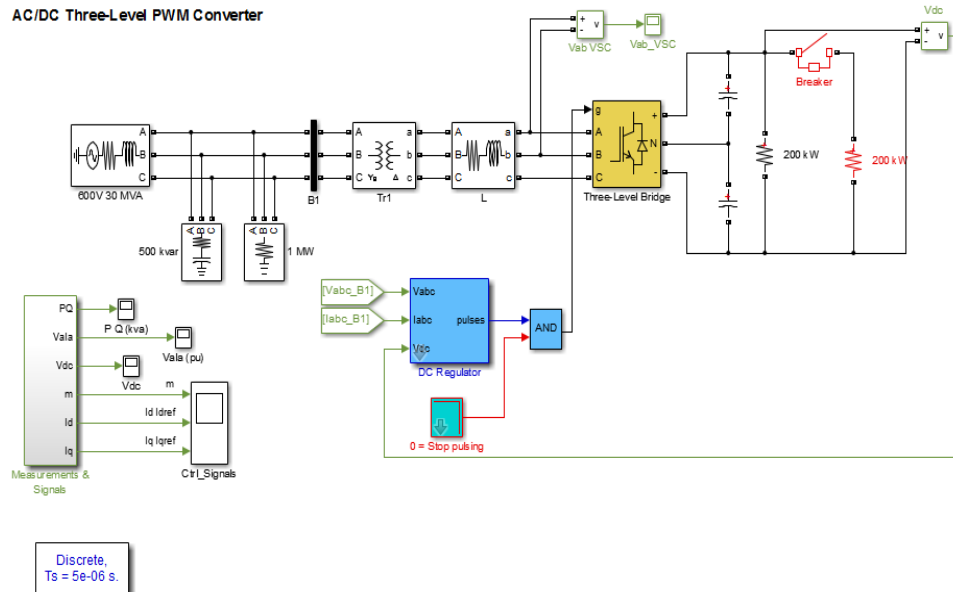 AC/DC Three-Level PWM Converter
Vdc
+
-
v
Vab VSC
Vab_VSC
+
-
v
Breaker
A
B
C
600V 30 MVA
B1
A
B
C
a
b
c
Yg
Δ
Tr1
A
B
C
a
b
c
L
g
A
B
C
+
N
-
Three-Level Bridge
+
+
200 kW
200 kW
A B C
500 kvar
A B C
1 MW
[Vabc_B1]
[Iabc_B1]
Vabc
Iabc
Vdc
pulses
DC Regulator
AND
0 = Stop pulsing
PQ
VaIa
Vdc
m
Id
Iq
Measurements &
Signals
P Q (kva)
VaIa (pu)
Vdc
m
Id Idref
Iq Iqref
Ctrl_Signals
Discrete,
Ts = 5e-06 s.